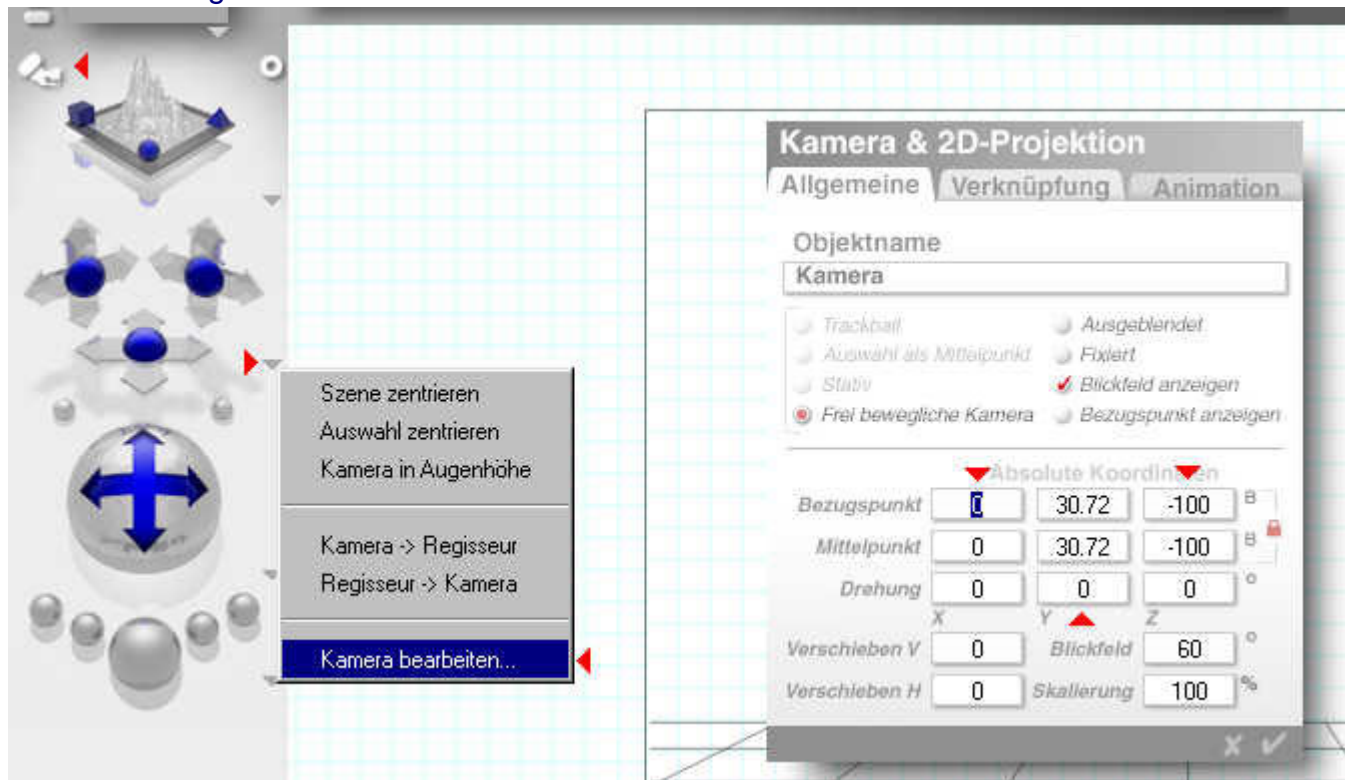 Szene zentrieren
Auswahl zentrieren
Kamera in Augenhöhe
Kamera -> Regisseur
Regisseur -> Kamera
Kamera bearbeiten...
Kamera & 2D-Projektion
Allgemeine Verknüpfung Animation
Objektname
Kamera
Trackball Ausgeblendet
Auswahl als Mittelpunkt Fixiert
Stativ Blickfeld anzeigen
Frei bewegliche Kamera Bezugspunkt anzeigen
Absolute Koordinaten
Bezugspunkt 0 30.72 -100 B
Mittelpunkt 0 30.72 -100 B
Drehung 0 0 0 °
X Y Z
Verschieben V 0 Blickfeld 60 °
Verschieben H 0 Skalierung 100 %